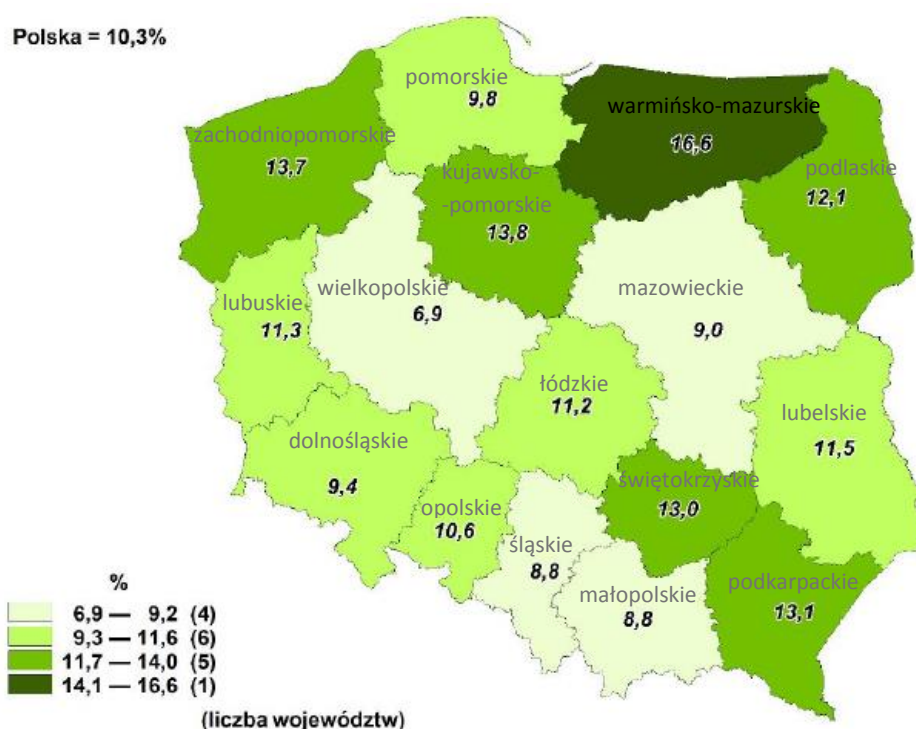 Polska = 10,3%
pomorskie
9,8
warmińsko-mazurskie
16,6
zachodniopomorskie
13,7
kujawsko-
-pomorskie
13,8
podlaskie
12,1
wielkopolskie
6,9
mazowieckie
9,0
lubuskie
11,3
łódzkie
11,2
lubelskie
11,5
dolnośląskie
9,4
świętokrzyskie
13,0
opolskie
10,6
śląskie
8,8
małopolskie
8,8
podkarpackie
13,1
%
6,9 — 9,2 (4)
9,3 — 11,6 (6)
11,7 — 14,0 (5)
14,1 — 16,6 (1)
(liczba województw)